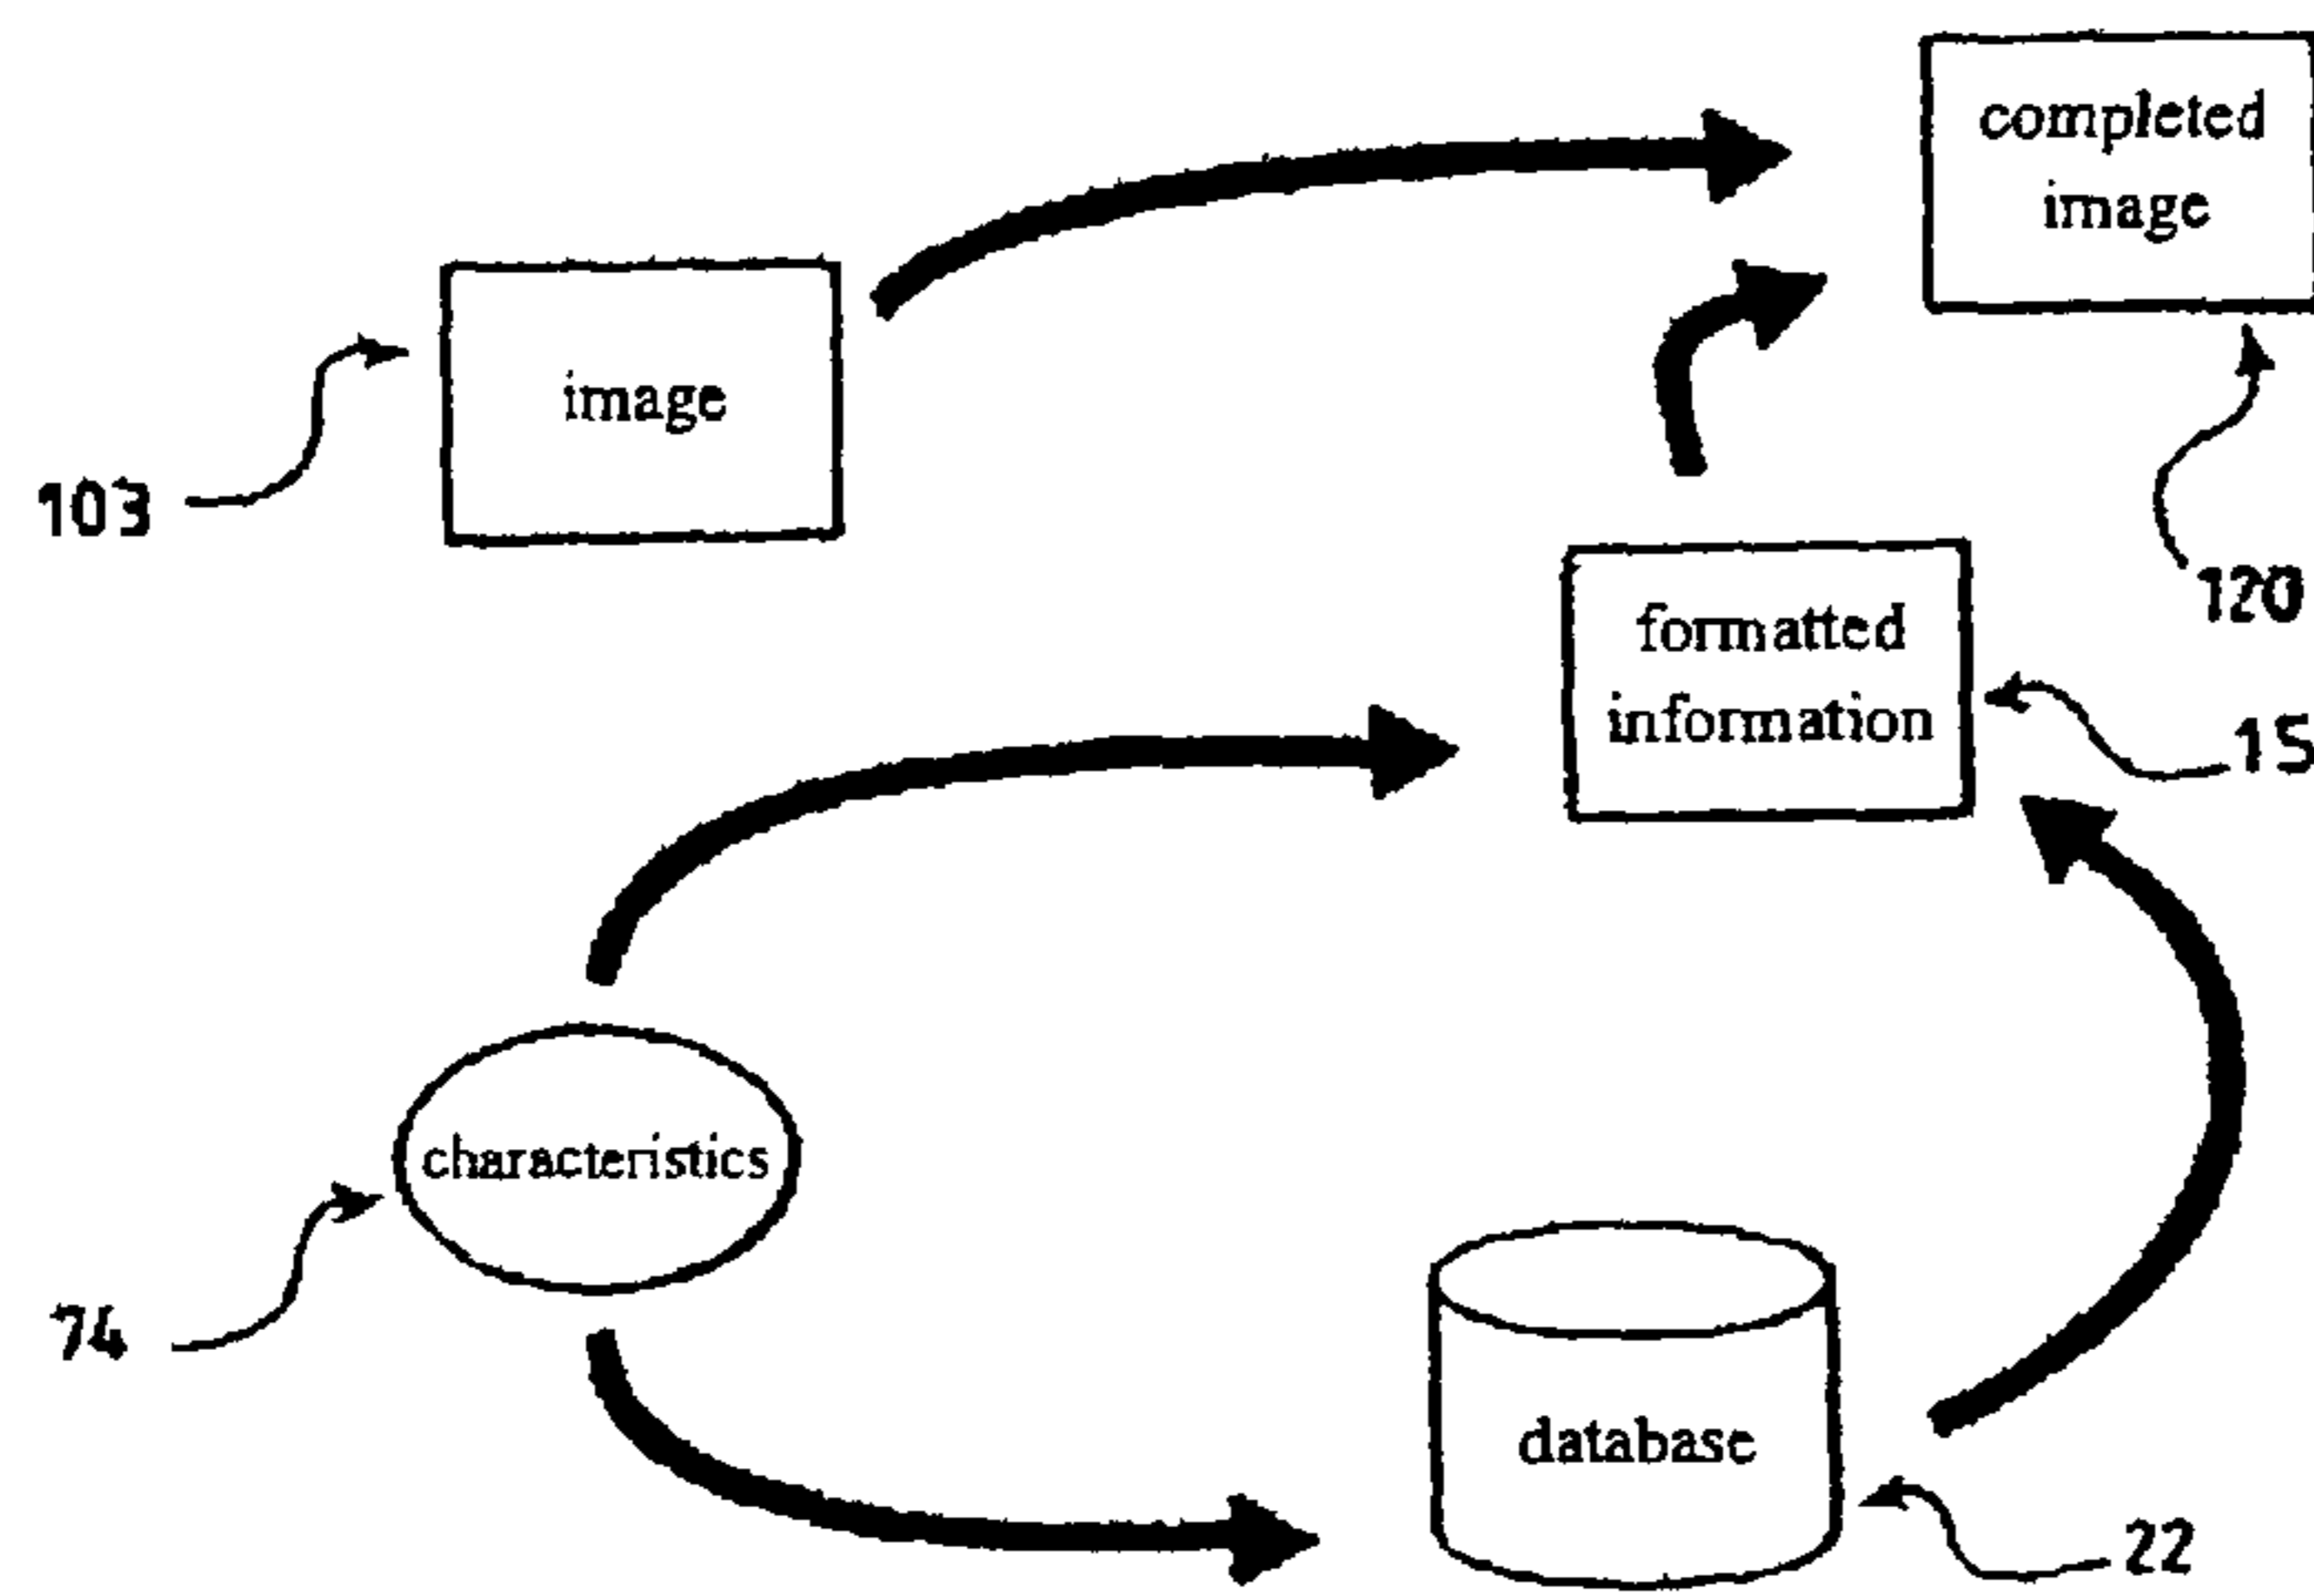 completed
image
image
103
120
formatted
information
15
characteristics
74
database
22